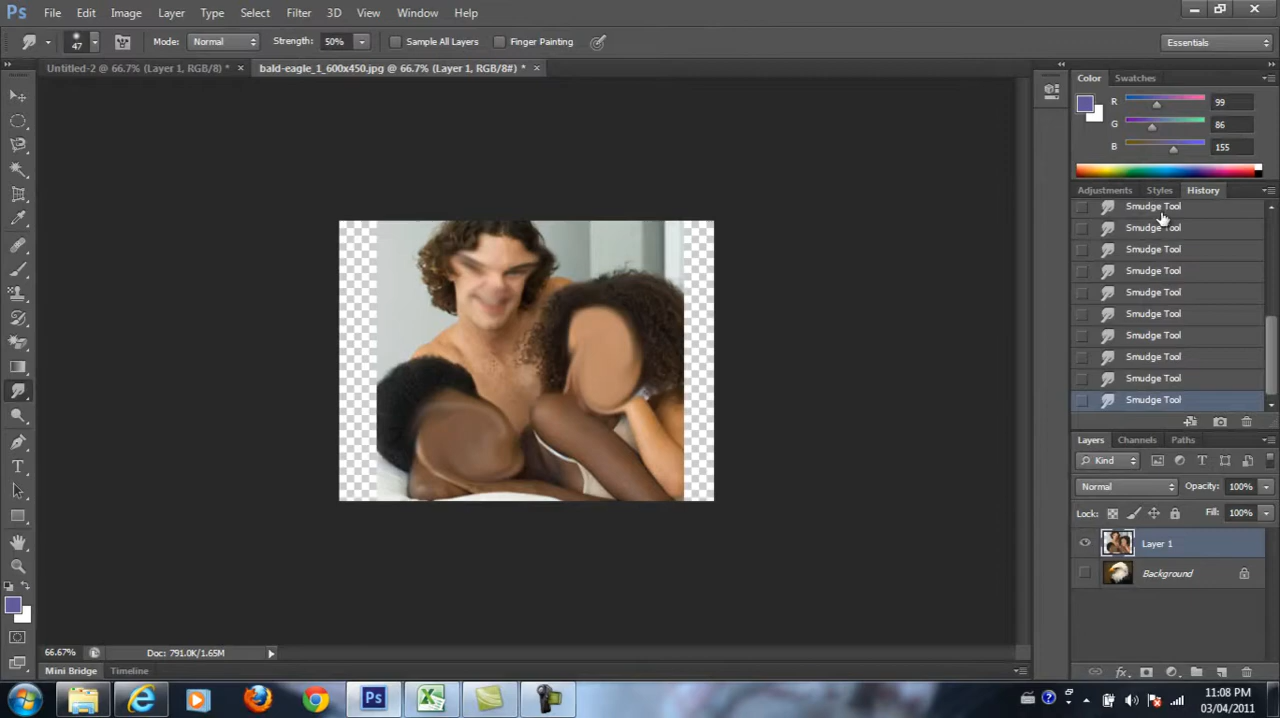 Ps File Edit Image Layer Type Select Filter 3D View Window Help
47 Mode: Normal Strength: 50% Sample All Layers Finger Painting Essentials
Untitled-2 @ 66.7% (Layer 1, RGB/8) * × bald-eagle_1_600x450.jpg @ 66.7% (Layer 1, RGB/8#) * ×
Color Swatches
R 99
G 86
B 155
Adjustments Styles History
Smudge Tool
Smudge Tool
Smudge Tool
Smudge Tool
Smudge Tool
Smudge Tool
Smudge Tool
Smudge Tool
Smudge Tool
Smudge Tool
Layers Channels Paths
Kind
Normal Opacity: 100%
Lock: Fill: 100%
Layer 1
Background
66.67% Doc: 791.0K/1.65M
Mini Bridge Timeline
Ps
11:08 PM
03/04/2011